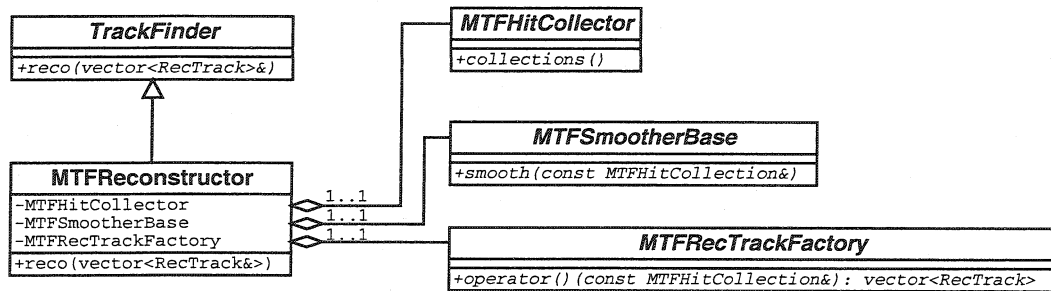 TrackFinder
+reco(vector<RecTrack>&)
MTFHitCollector
+collections()
MTFSmootherBase
+smooth(const MTFHitCollection&)
MTFReconstructor
-MTFHitCollector
-MTFSmootherBase
-MTFRecTrackFactory
+reco(vector<RecTrack&>)
1..1
1..1
1..1
MTFRecTrackFactory
+operator()(const MTFHitCollection&): vector<RecTrack>